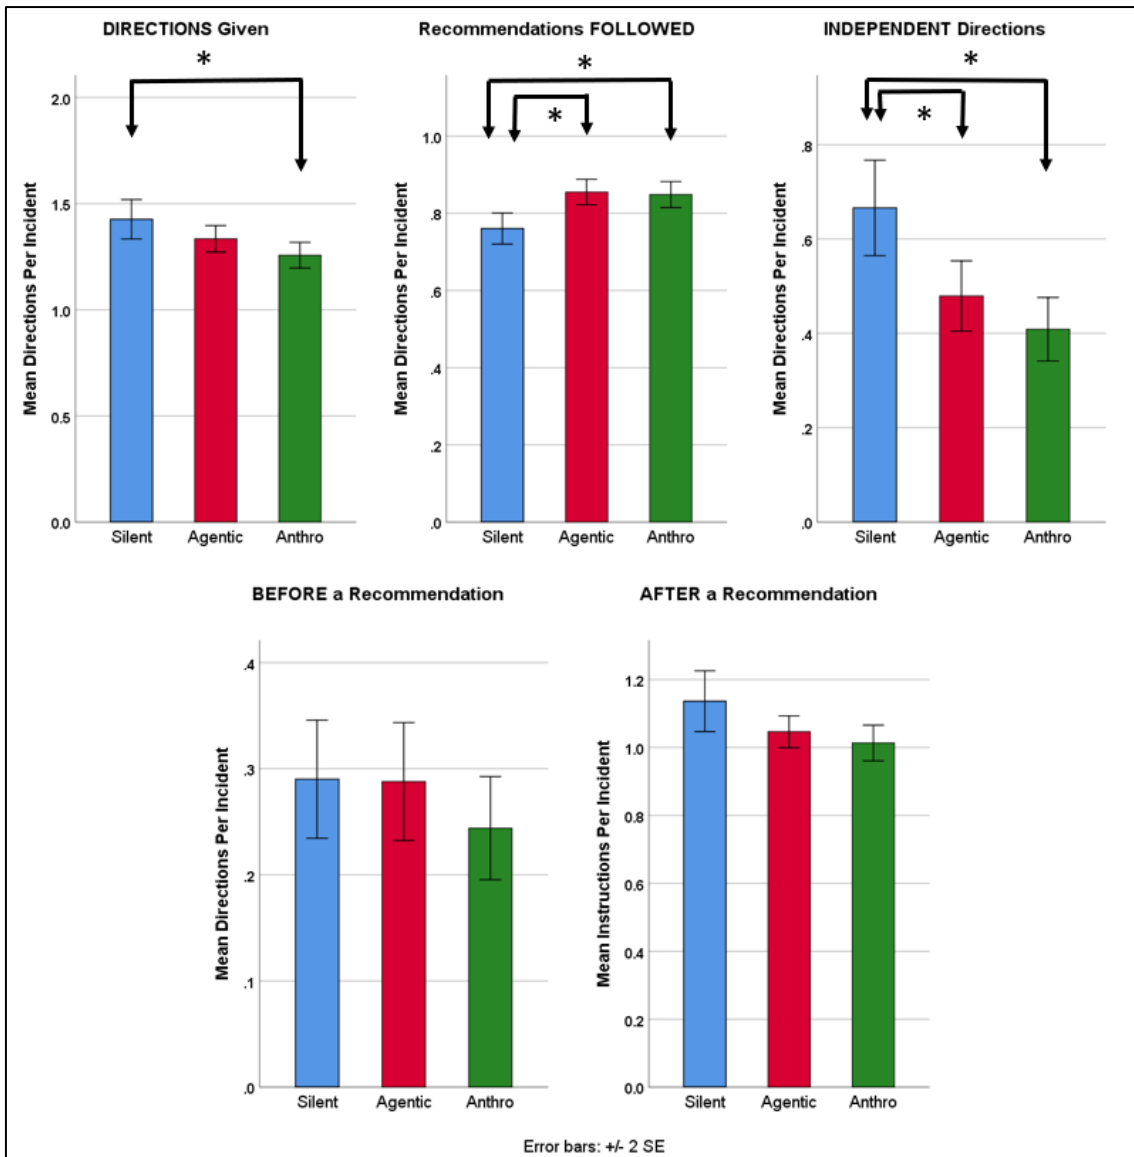 DIRECTIONS Given
*
Mean Directions Per Incident
2.0
1.5
1.0
0.5
0.0
Silent Agentic Anthro
Recommendations FOLLOWED
*
*
Mean Directions Per Incident
1.0
.8
.6
.4
.2
.0
Silent Agentic Anthro
INDEPENDENT Directions
*
*
Mean Directions Per Incident
.8
.6
.4
.2
.0
Silent Agentic Anthro
BEFORE a Recommendation
Mean Directions Per Incident
.4
.3
.2
.1
.0
Silent Agentic Anthro
AFTER a Recommendation
Mean Instructions Per Incident
1.2
1.0
0.8
0.6
0.4
0.2
0.0
Silent Agentic Anthro
Error bars: +/- 2 SE